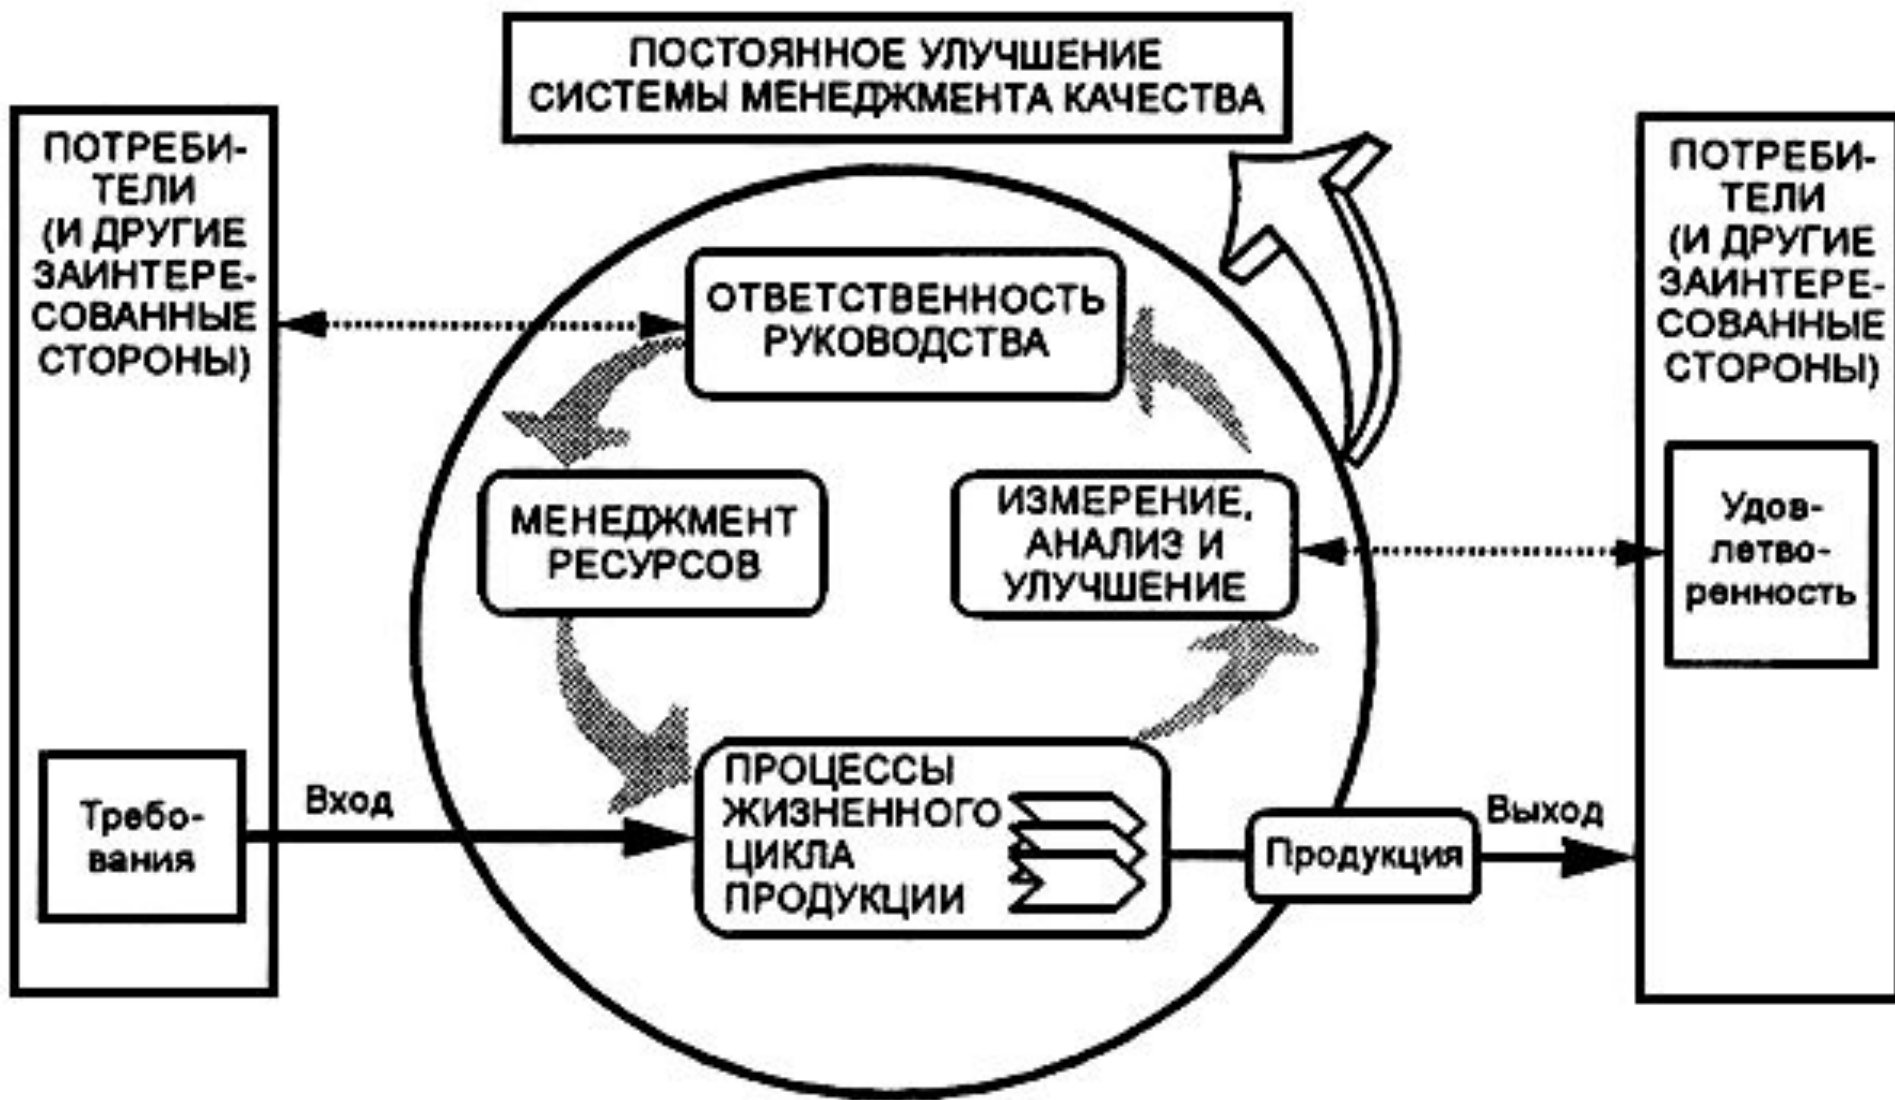 ПОСТОЯННОЕ УЛУЧШЕНИЕ
СИСТЕМЫ МЕНЕДЖМЕНТА КАЧЕСТВА
ПОТРЕБИ-
ТЕЛИ
(И ДРУГИЕ
ЗАИНТЕРЕ-
СОВАННЫЕ
СТОРОНЫ)
ОТВЕТСТВЕННОСТЬ
РУКОВОДСТВА
ПОТРЕБИ-
ТЕЛИ
(И ДРУГИЕ
ЗАИНТЕРЕ-
СОВАННЫЕ
СТОРОНЫ)
МЕНЕДЖМЕНТ
РЕСУРСОВ
ИЗМЕРЕНИЕ,
АНАЛИЗ И
УЛУЧШЕНИЕ
Удов-
летво-
ренность
Требо-
вания
Вход
ПРОЦЕССЫ
ЖИЗНЕННОГО
ЦИКЛА
ПРОДУКЦИИ
Продукция
Выход